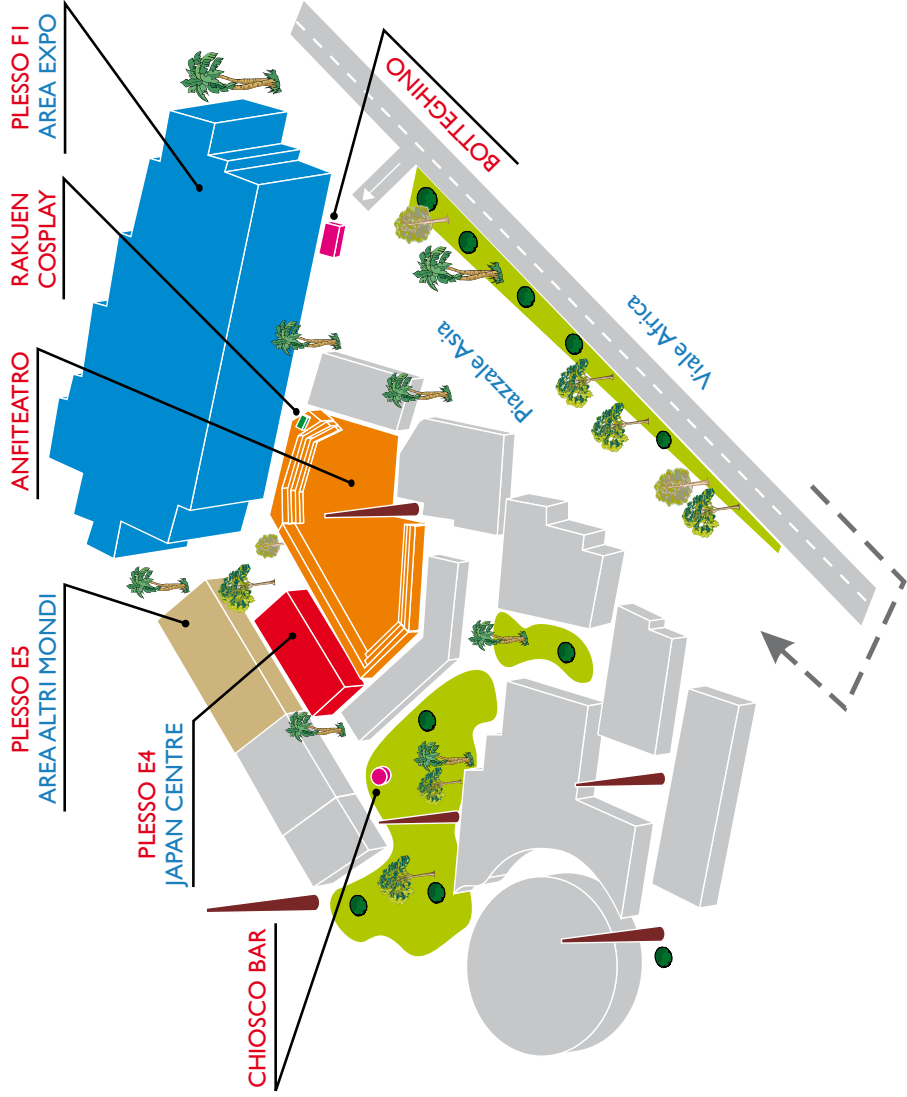 PLESSO F1
AREA EXPO
RAKUEN
COSPLAY
ANFITEATRO
PLESSO E5
AREA ALTRI MONDI
PLESSO E4
JAPAN CENTRE
CHIOSCO BAR
BOTTEGHINO
Piazzale Asia
Viale Africa